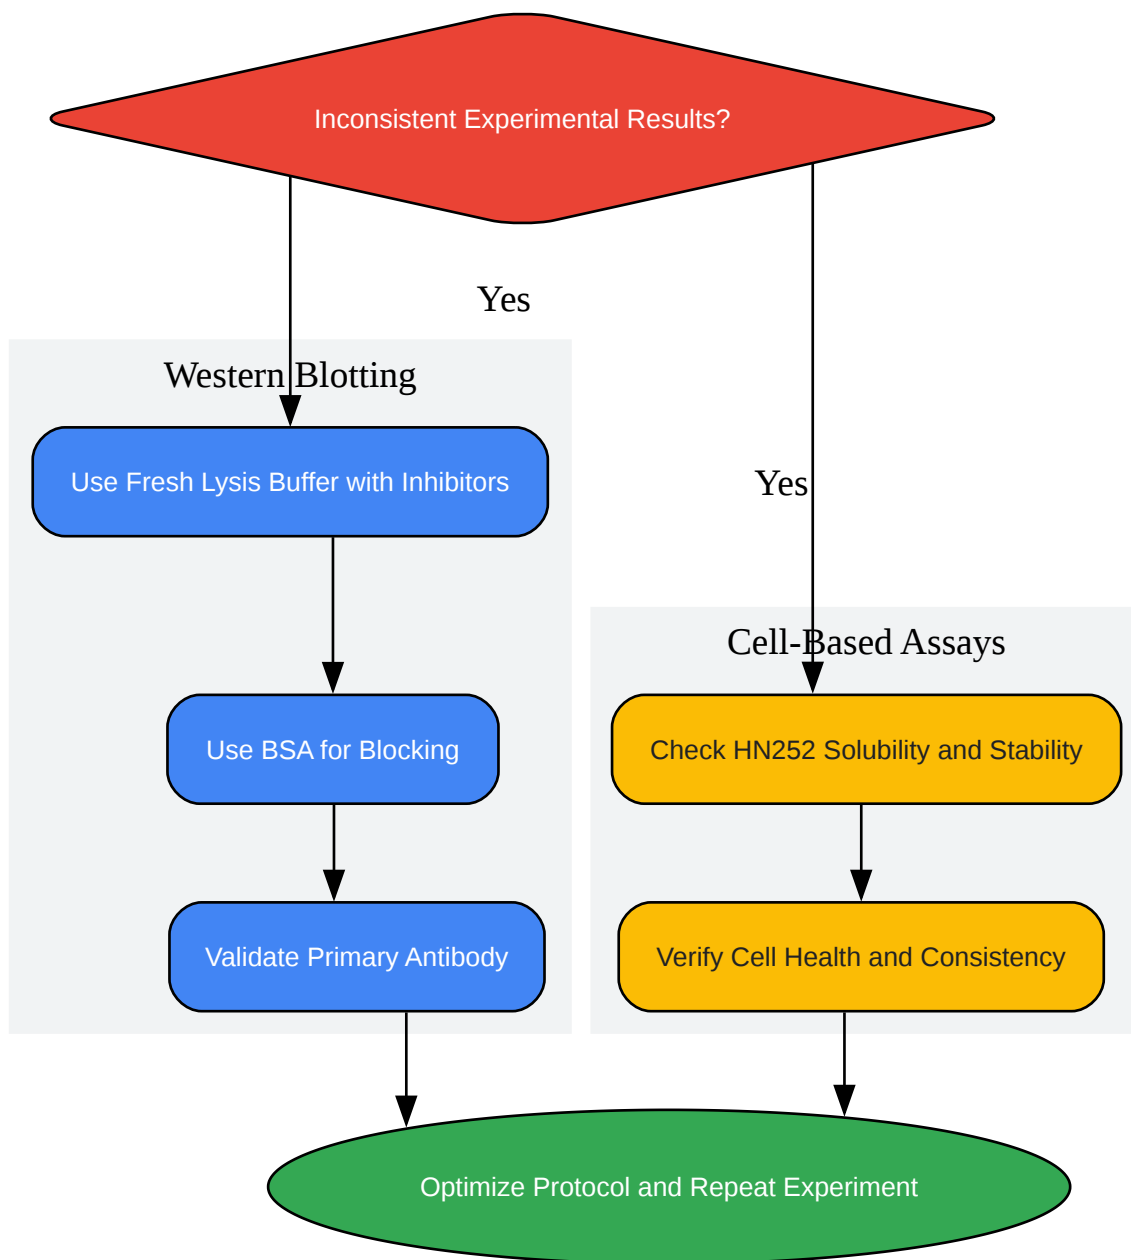 Inconsistent Experimental Results?
Yes
Western Blotting
Use Fresh Lysis Buffer with Inhibitors
Yes
Use BSA for Blocking
Validate Primary Antibody
Cell-Based Assays
Check HN252 Solubility and Stability
Verify Cell Health and Consistency
Optimize Protocol and Repeat Experiment